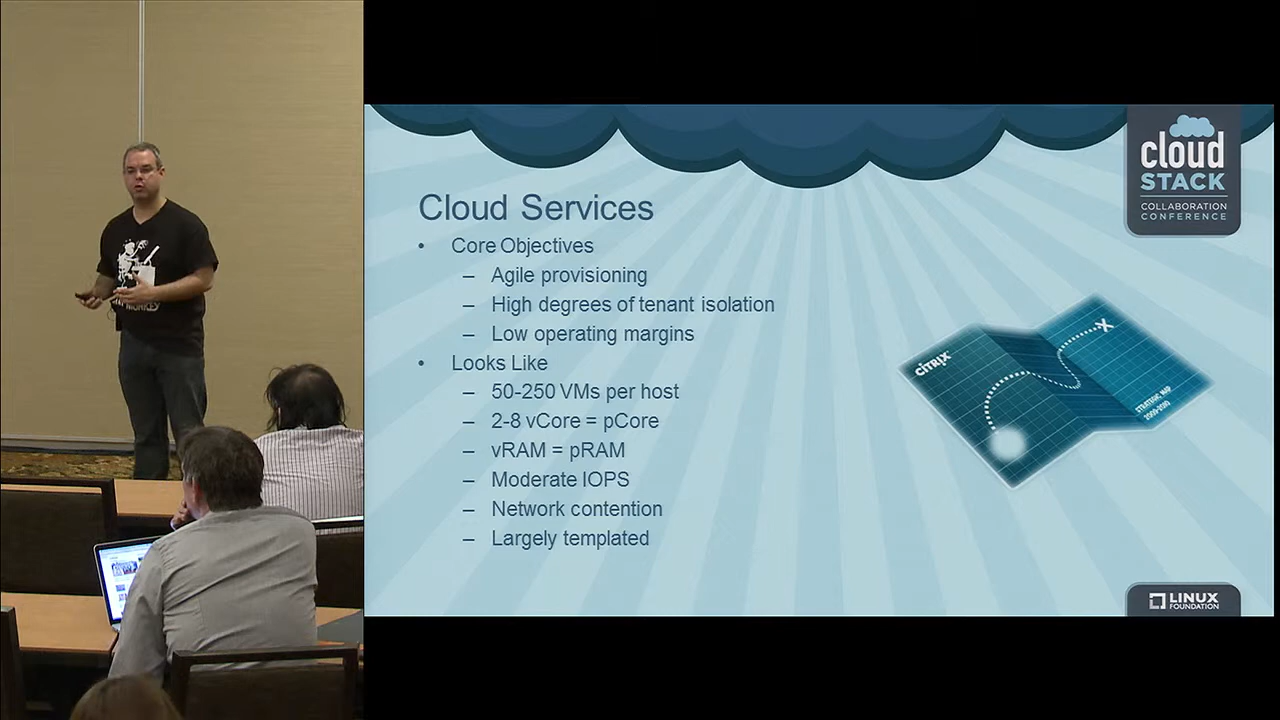 cloud
STACK
COLLABORATION
CONFERENCE
Cloud Services
• Core Objectives
– Agile provisioning
– High degrees of tenant isolation
– Low operating margins
• Looks Like
– 50-250 VMs per host
– 2-8 vCore = pCore
– vRAM = pRAM
– Moderate IOPS
– Network contention
– Largely templated
CITRIX
STRATEGIC MAP
LINUX
FOUNDATION
MONKEY